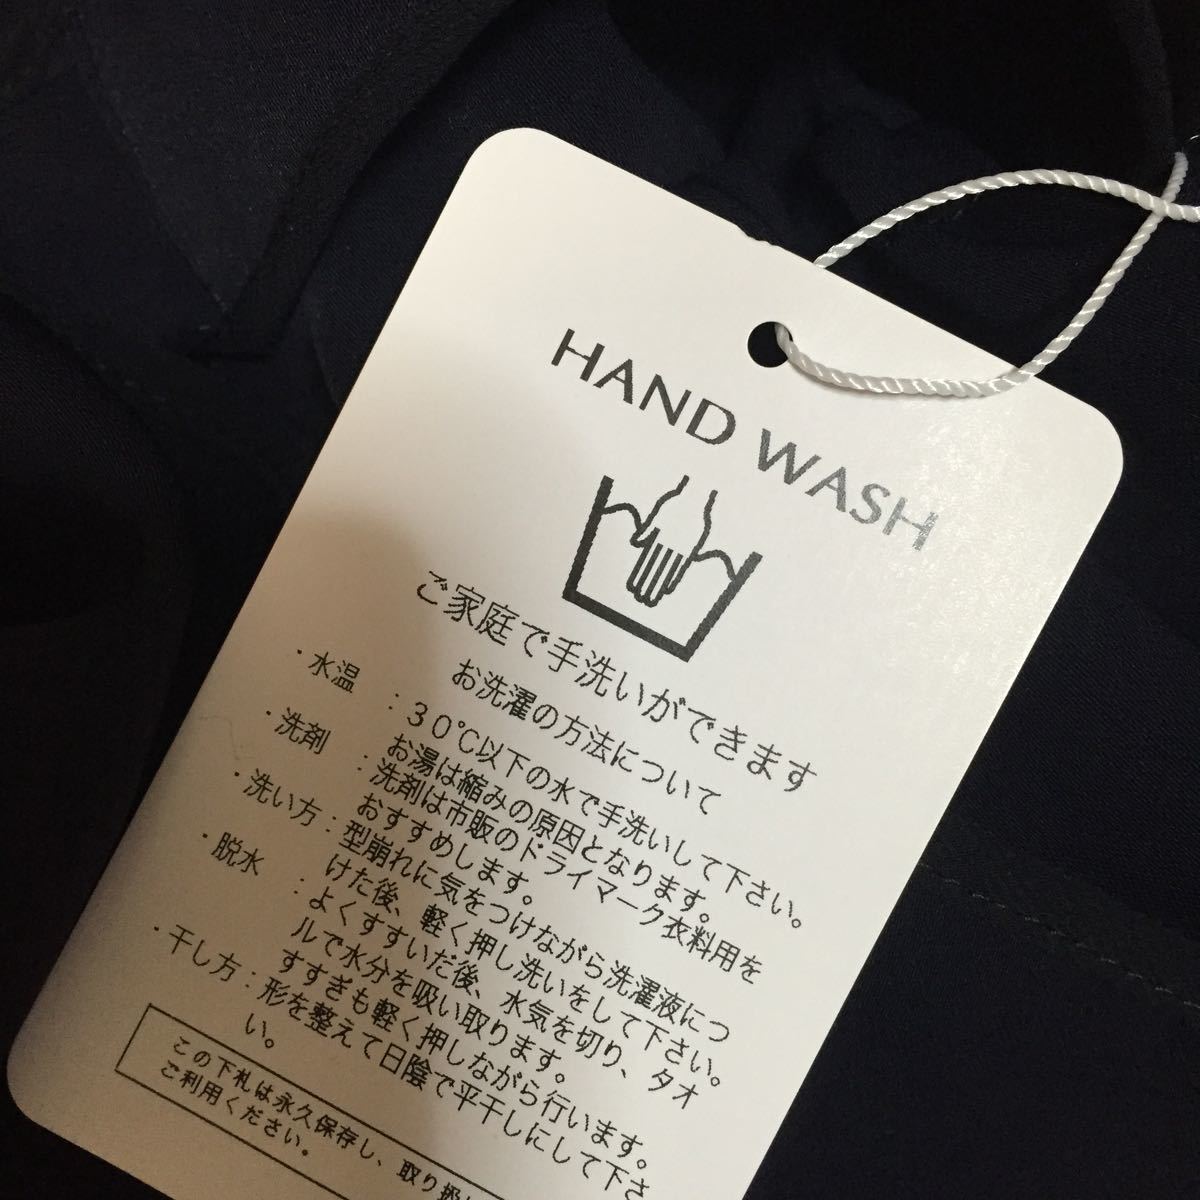 HAND WASH
ご家庭で手洗いができます
お洗濯の方法について
・水温 : 30℃以下の水で手洗いして下さい。
お湯は縮みの原因となります。
・洗剤 : 洗剤は市販のドライマーク衣料用を
おすすめします。
・洗い方 : 型崩れに気をつけながら洗濯液につ
けた後、軽く押し洗いをして下さい。
・脱水 : よくすすいだ後、水気を切り、タオ
ルで水分を吸い取ります。
すすぎも軽く押しながら行います。
・干し方 : 形を整えて日陰で平干しにして下さ
い。
この下札は永久保存し、取り扱
ご利用ください。